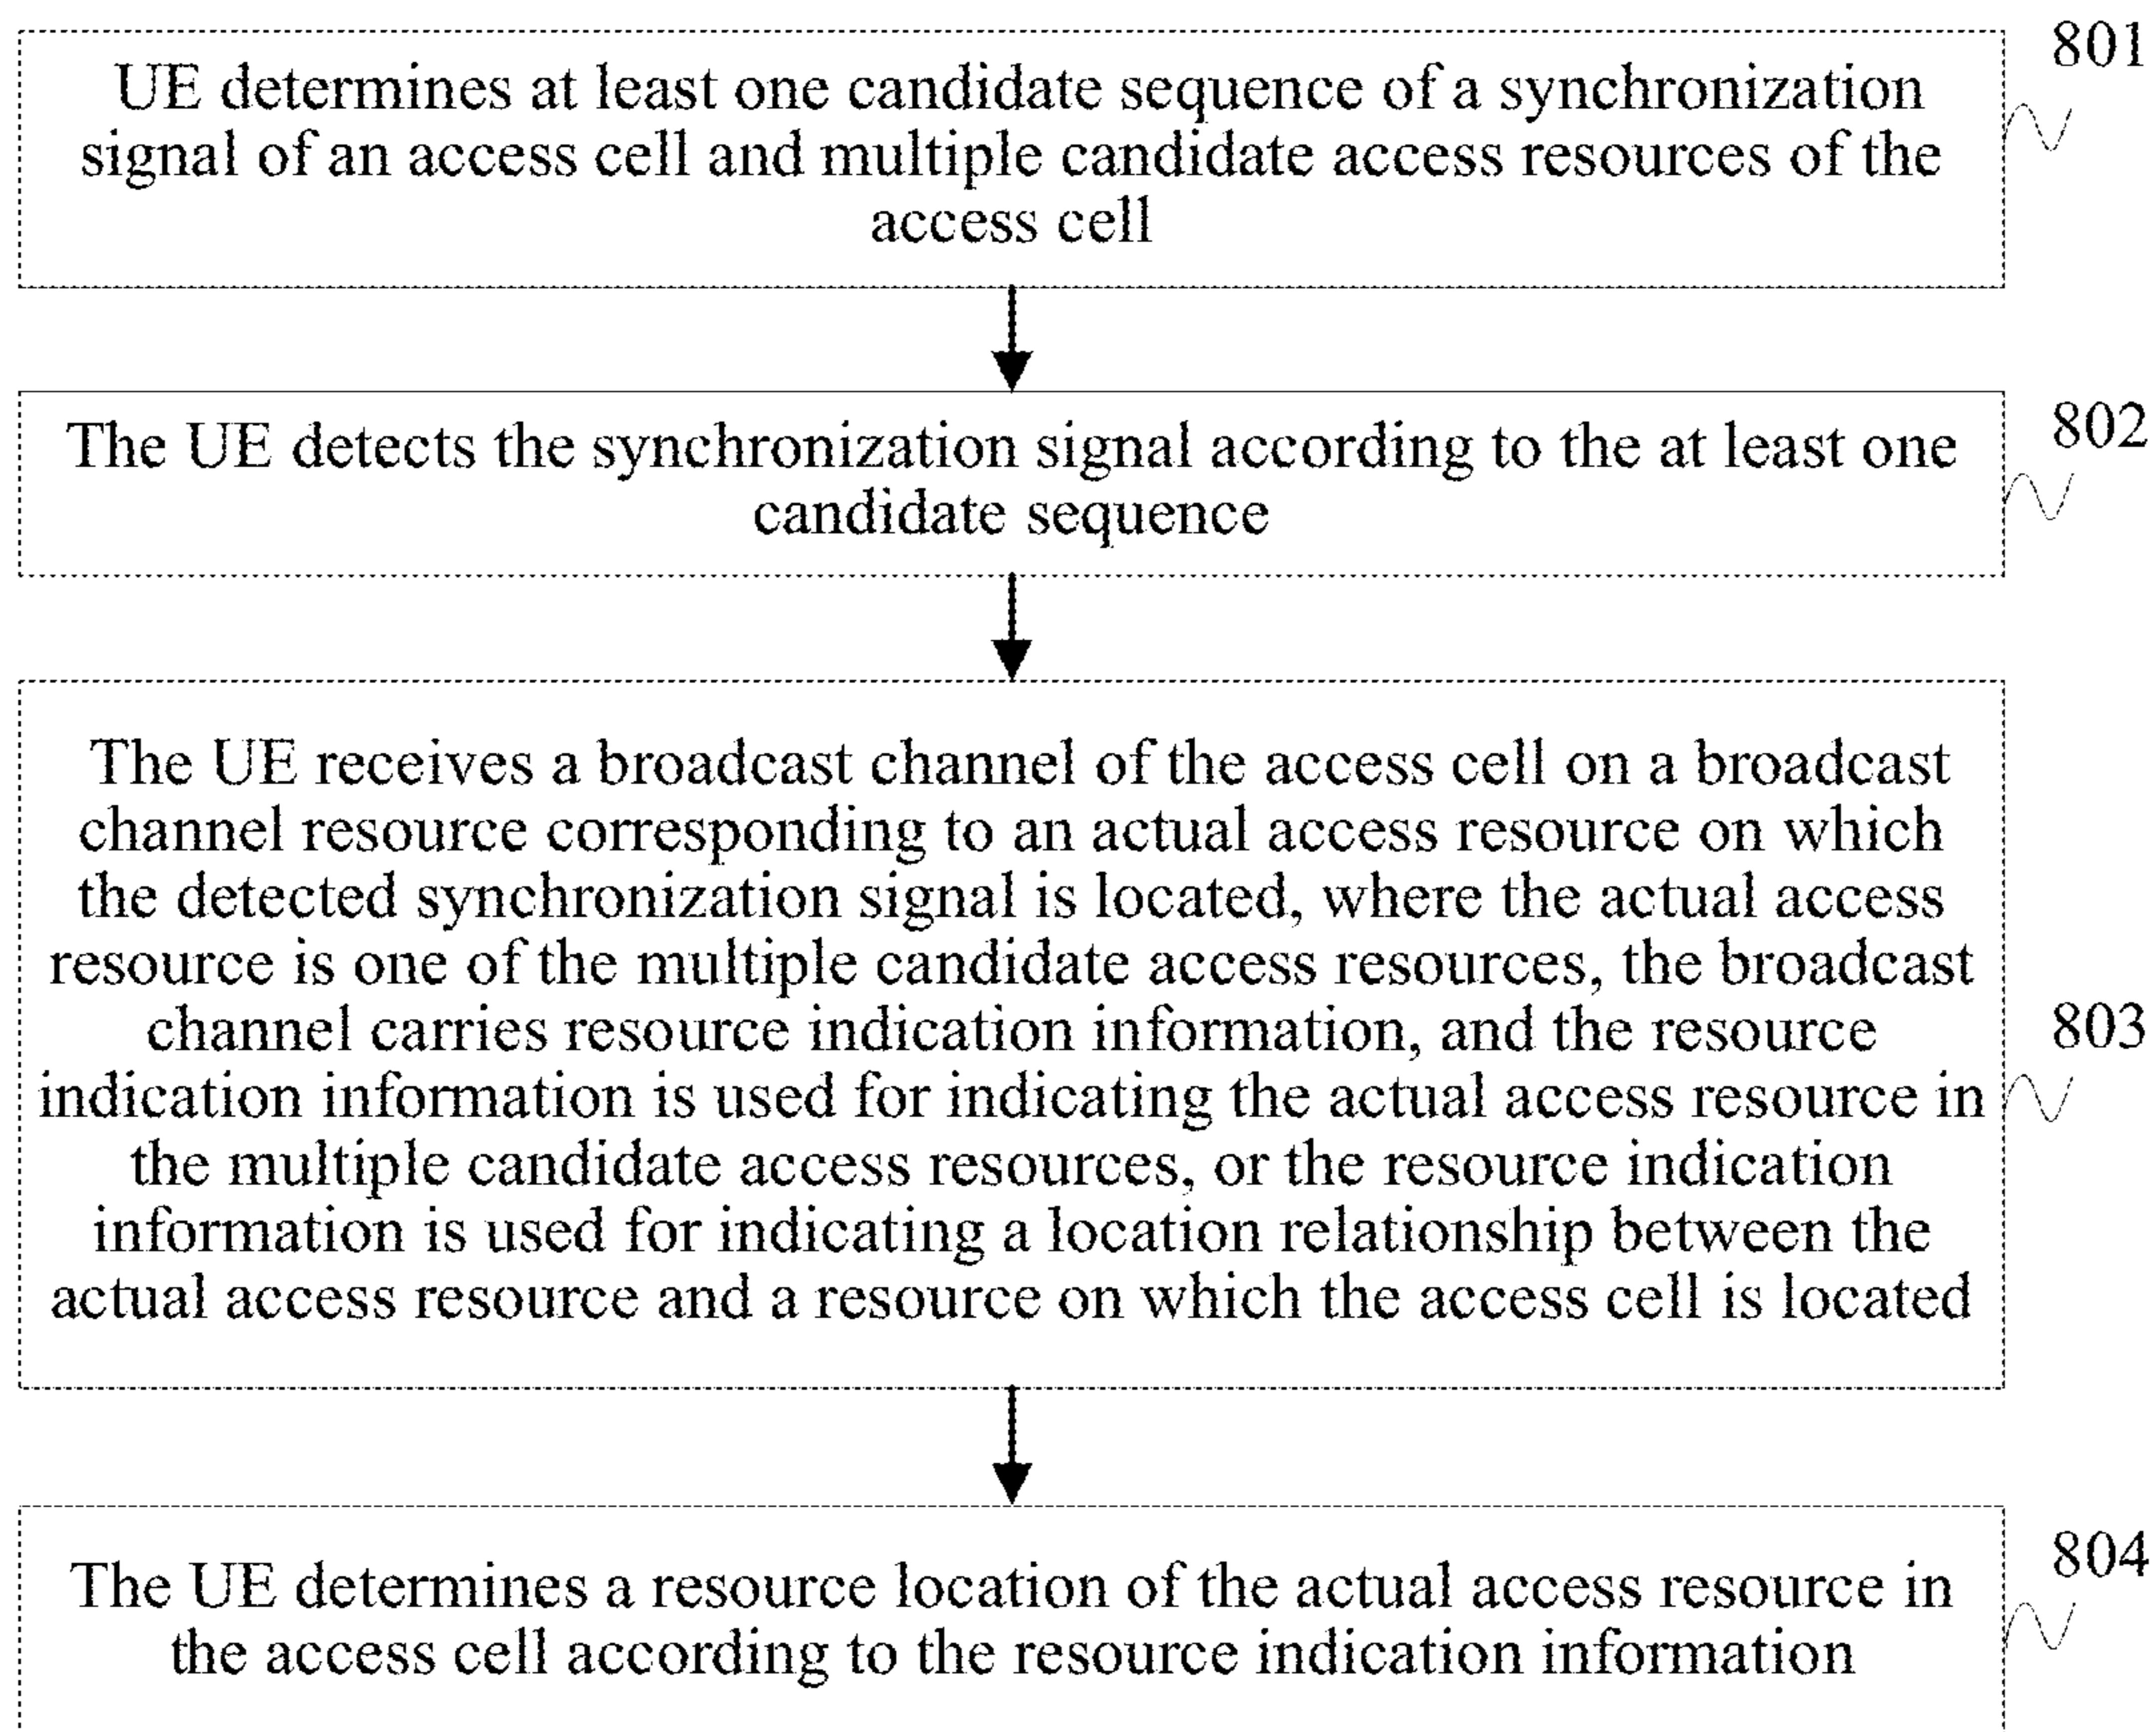 801
UE determines at least one candidate sequence of a synchronization
signal of an access cell and multiple candidate access resources of the
access cell
802
The UE detects the synchronization signal according to the at least one
candidate sequence
The UE receives a broadcast channel of the access cell on a broadcast
channel resource corresponding to an actual access resource on which
the detected synchronization signal is located, where the actual access
resource is one of the multiple candidate access resources, the broadcast
channel carries resource indication information, and the resource
803
indication information is used for indicating the actual access resource in
the multiple candidate access resources, or the resource indication
information is used for indicating a location relationship between the
actual access resource and a resource on which the access cell is located
804
The UE determines a resource location of the actual access resource in
the access cell according to the resource indication information